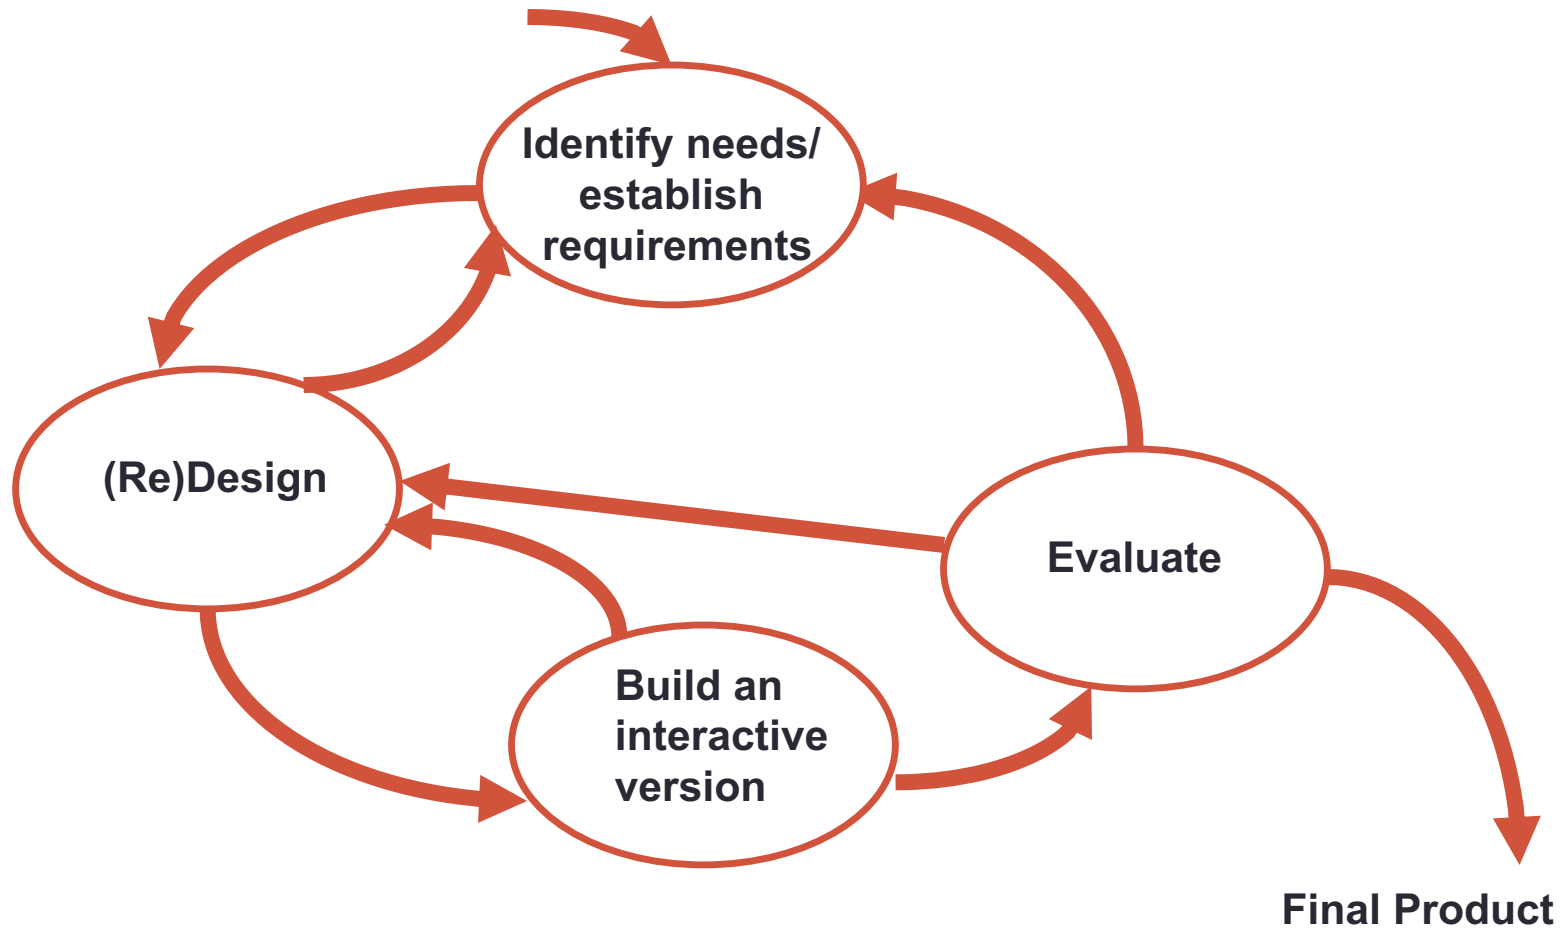 Identify needs/
establish
requirements
(Re)Design
Evaluate
Build an
interactive
version
Final Product